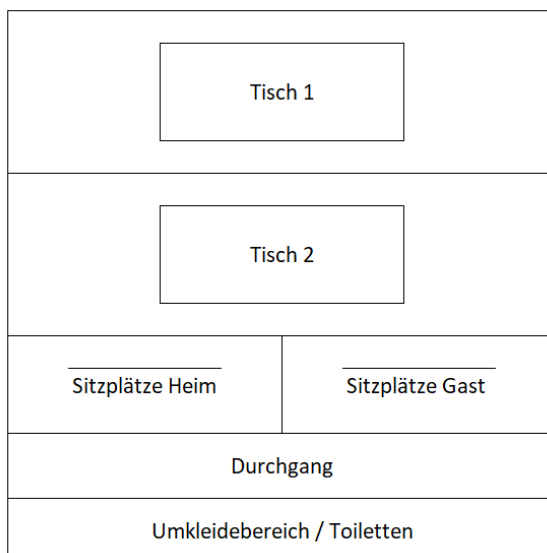 Tisch 1
Tisch 2
Sitzplätze Heim
Sitzplätze Gast
Durchgang
Umkleidebereich / Toiletten